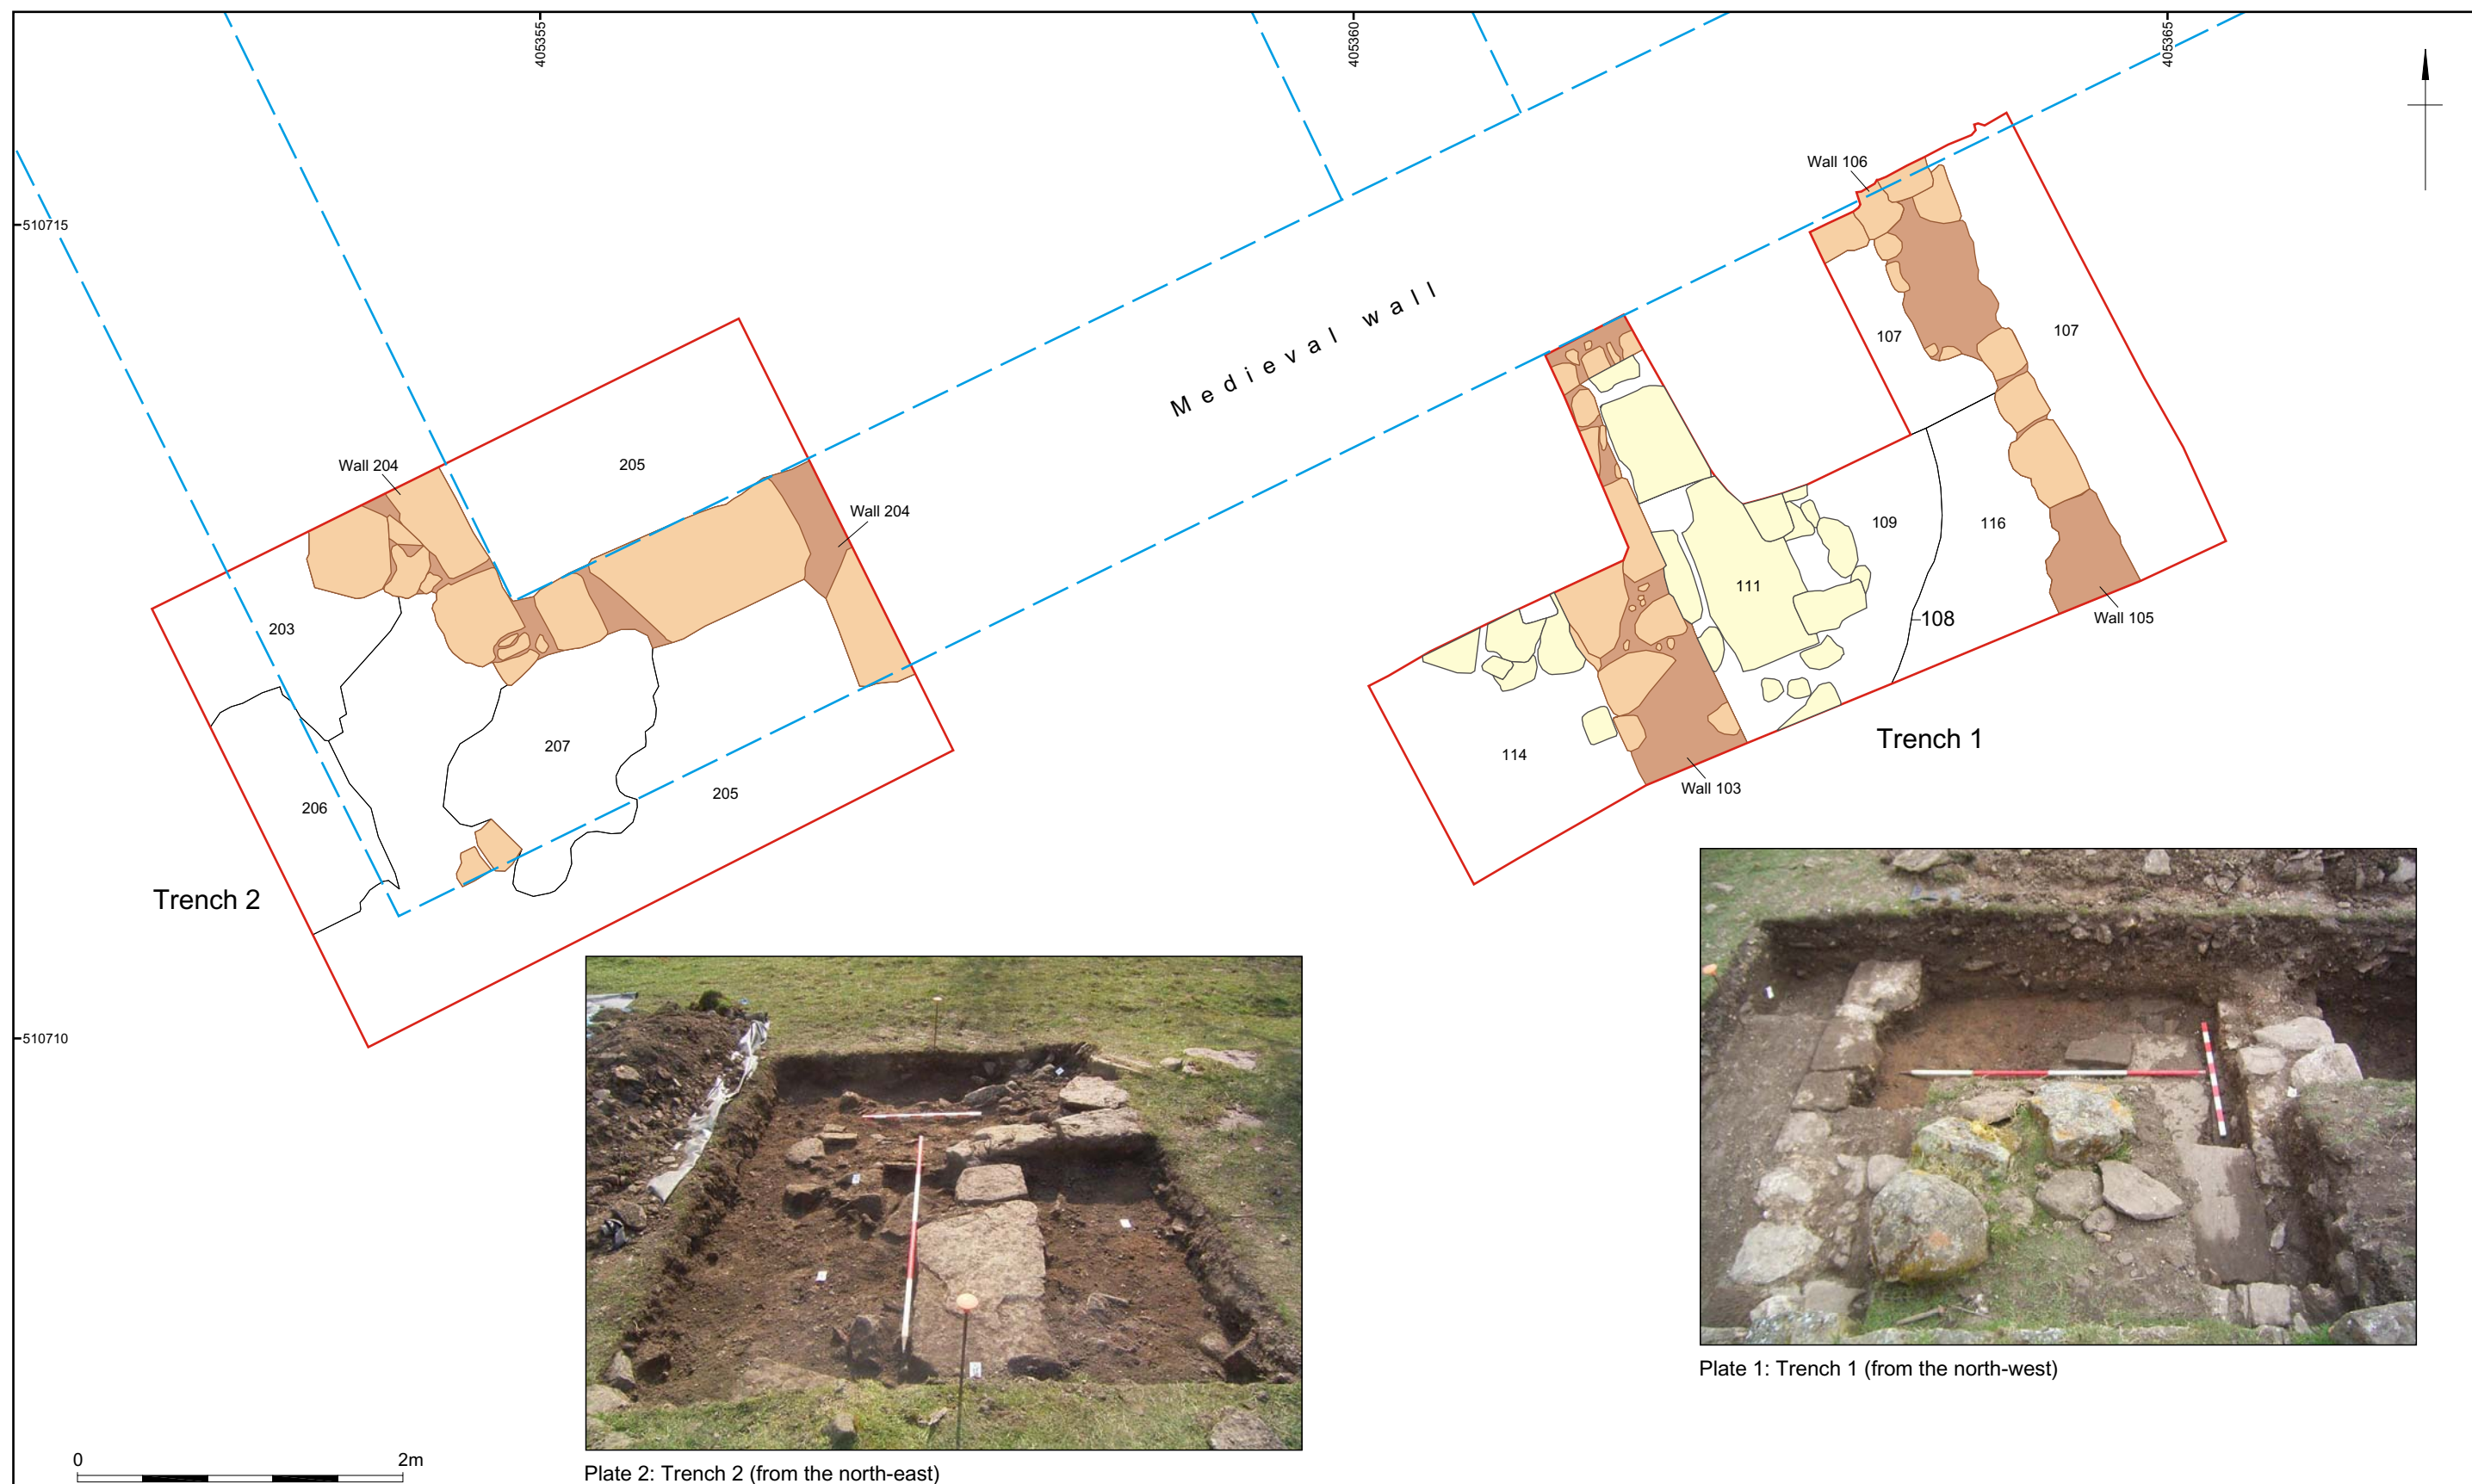 405355
405360
405365
510715
510710
Wall 106
107
107
Medieval wall
Wall 204
205
Wall 204
109
116
111
108
Wall 105
203
207
114
Trench 1
Wall 103
205
206
Trench 2
0 2m
Plate 1: Trench 1 (from the north-west)
Plate 2: Trench 2 (from the north-east)